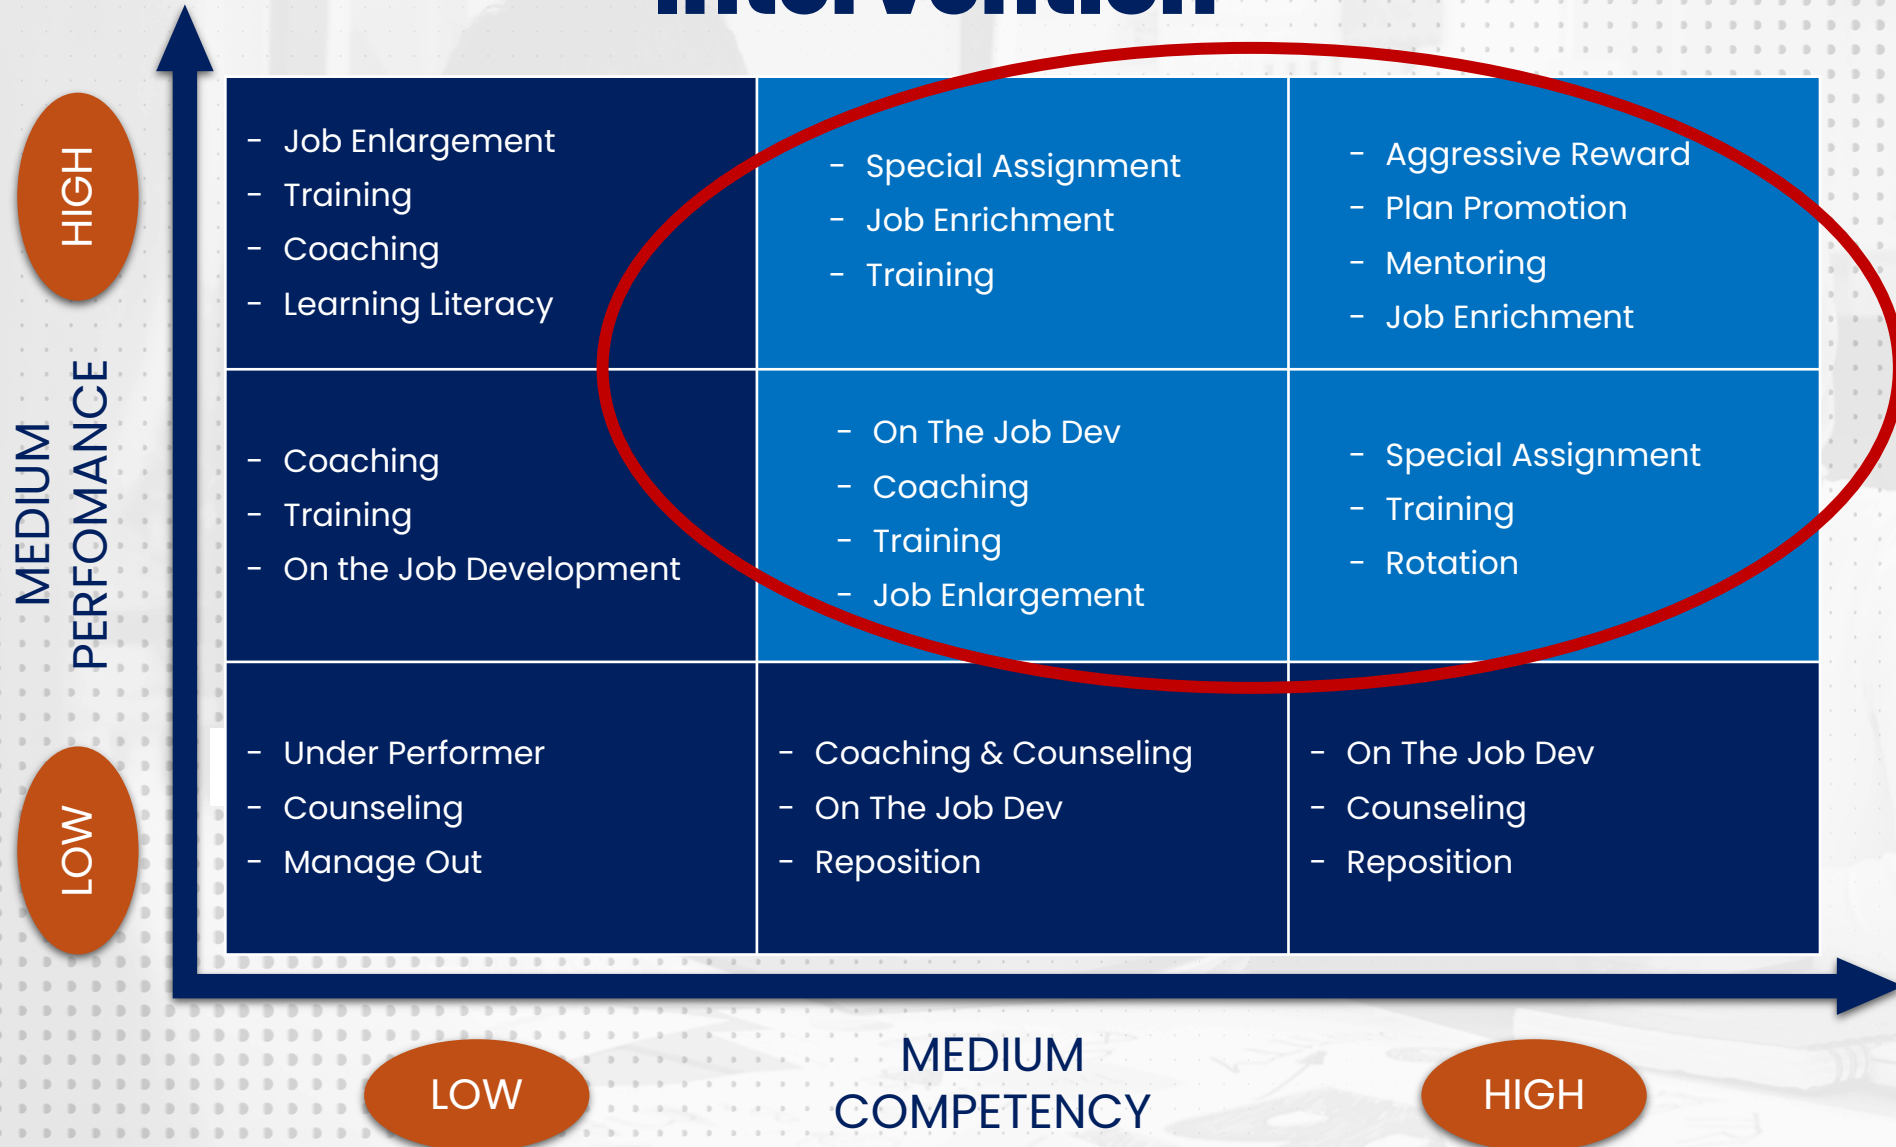 Intervention
HIGH
- Job Enlargement
- Training
- Coaching
- Learning Literacy
- Special Assignment
- Job Enrichment
- Training
- Aggressive Reward
- Plan Promotion
- Mentoring
- Job Enrichment
MEDIUM
PERFOMANCE
- Coaching
- Training
- On the Job Development
- On The Job Dev
- Coaching
- Training
- Job Enlargement
- Special Assignment
- Training
- Rotation
LOW
- Under Performer
- Counseling
- Manage Out
- Coaching & Counseling
- On The Job Dev
- Reposition
- On The Job Dev
- Counseling
- Reposition
LOW
MEDIUM
COMPETENCY
HIGH